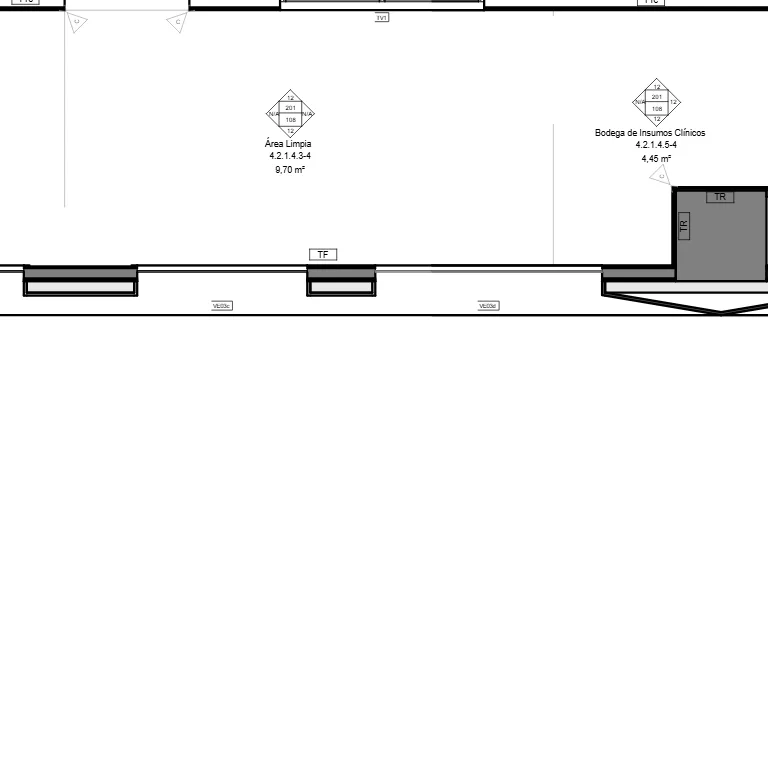 TV1
12
201
N/A
N/A
108
12
Área Limpia
4.2.1.4.3-4
9,70 m²
12
201
N/A
12
108
12
Bodega de Insumos Clínicos
4.2.1.4.5-4
4,45 m²
C
C
C
TR
TR
TF
VE03c
VE03d